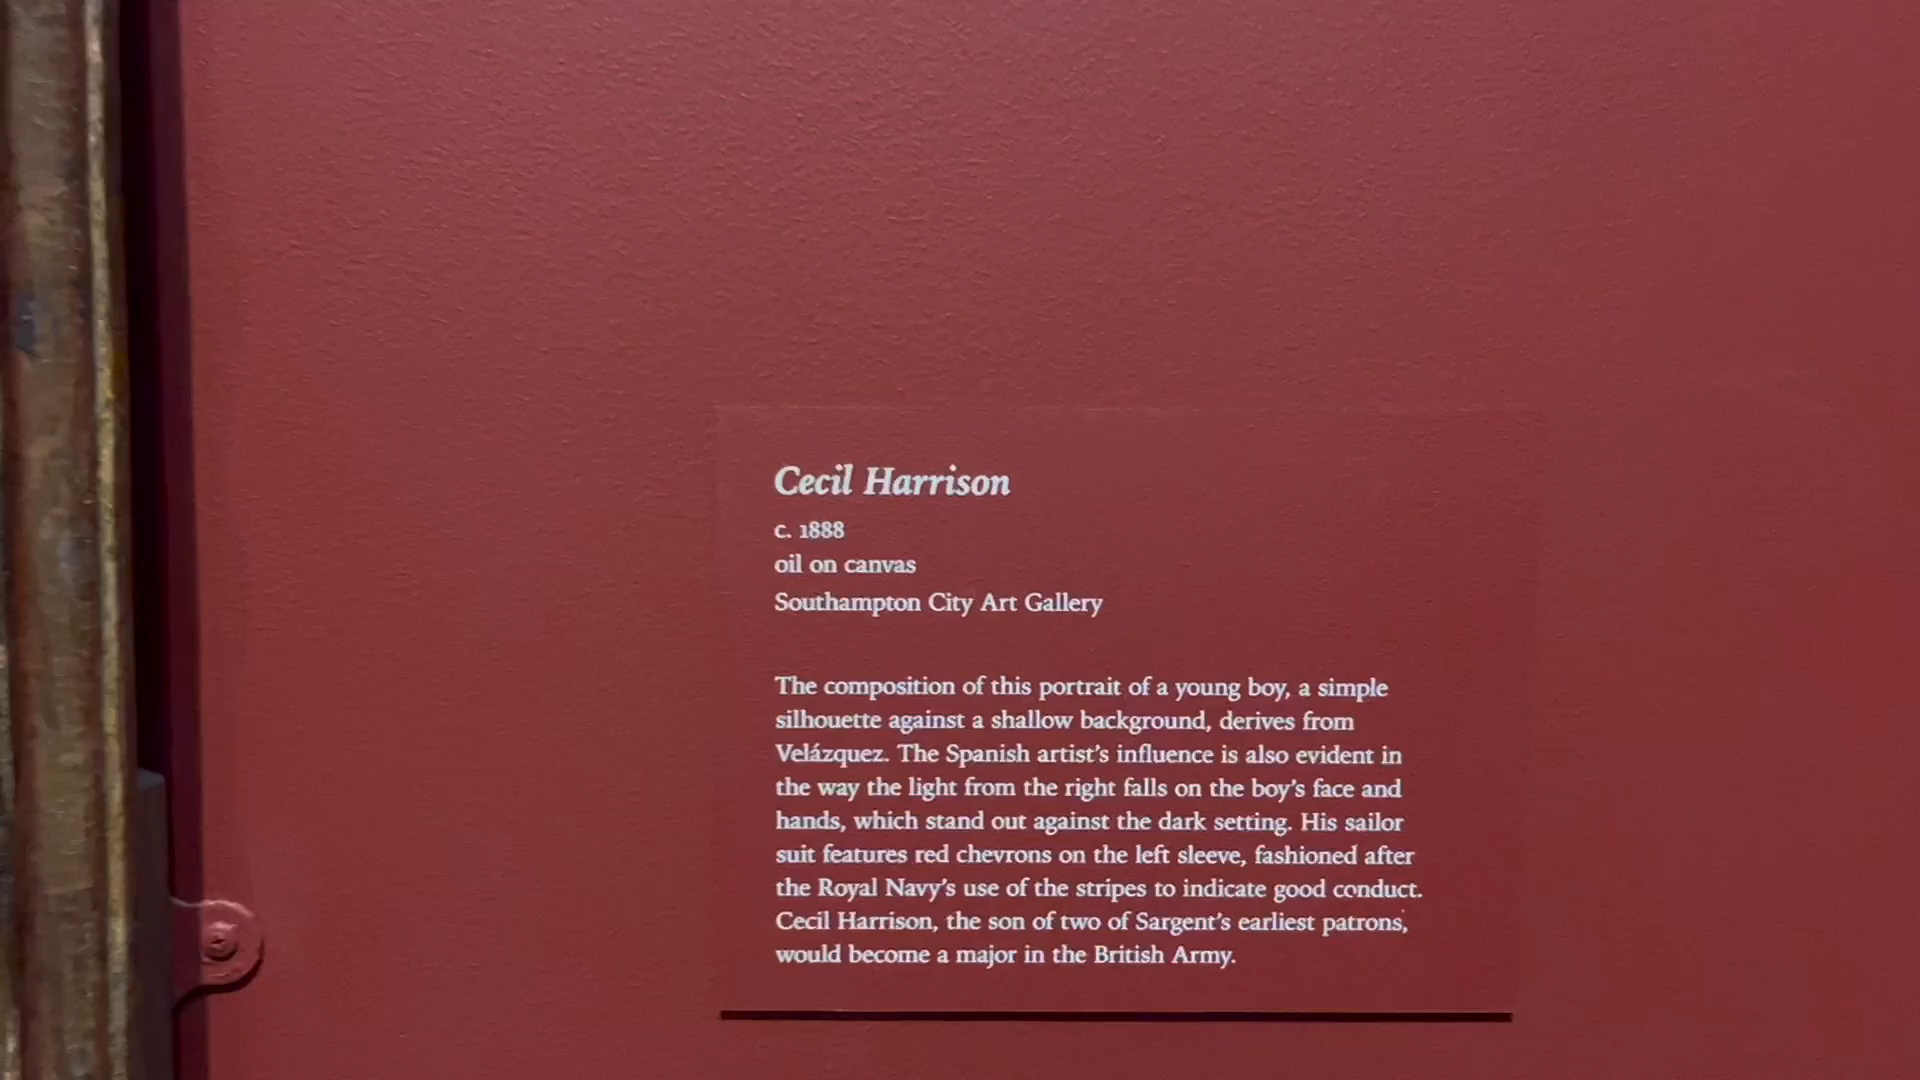 Cecil Harrison
c. 1888
oil on canvas
Southampton City Art Gallery
The composition of this portrait of a young boy, a simple
silhouette against a shallow background, derives from
Velázquez. The Spanish artist’s influence is also evident in
the way the light from the right falls on the boy’s face and
hands, which stand out against the dark setting. His sailor
suit features red chevrons on the left sleeve, fashioned after
the Royal Navy’s use of the stripes to indicate good conduct.
Cecil Harrison, the son of two of Sargent’s earliest patrons,
would become a major in the British Army.